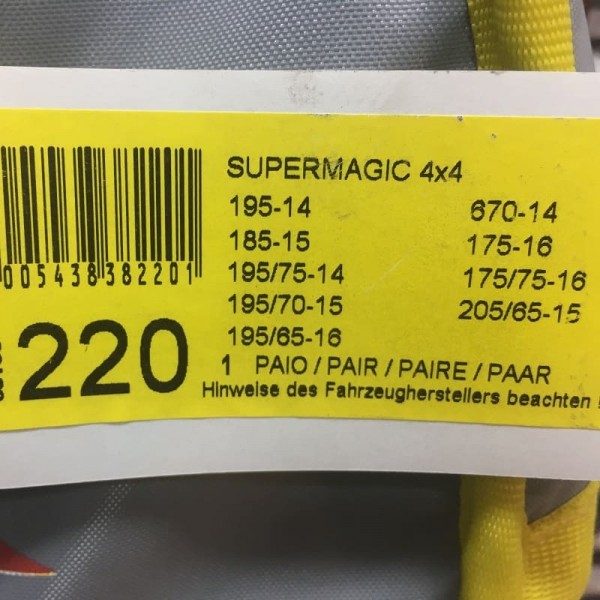 SUPERMAGIC 4x4
195-14 670-14
185-15 175-16
195/75-14 175/75-16
195/70-15 205/65-15
195/65-16
005438382201
220
1 PAIO / PAIR / PAIRE / PAAR
Hinweise des Fahrzeugherstellers beachten !